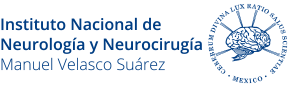 Instituto Nacional de
Neurología y Neurocirugía
Manuel Velasco Suárez
CEREBRUM DIVINA LUX RATIO SALUS SCIENTIAE
• MEXICO •